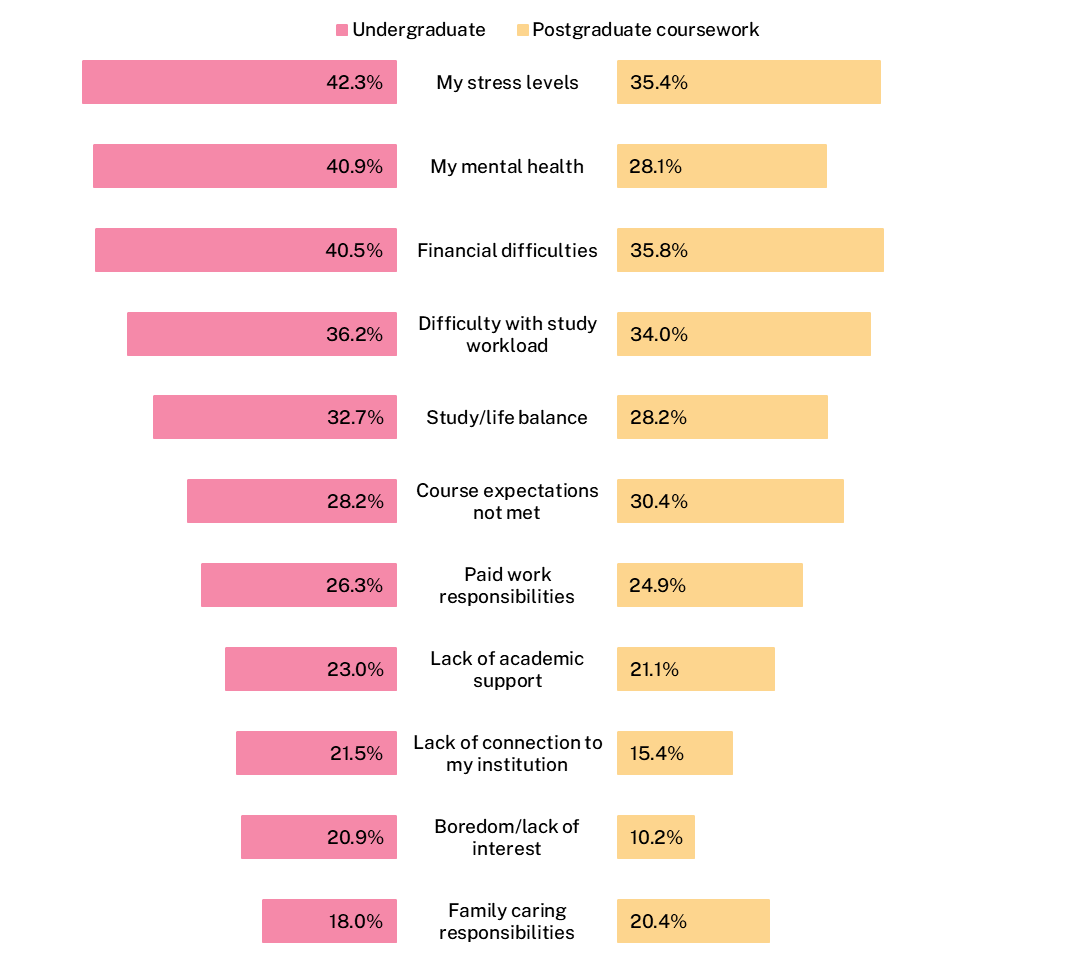 Undergraduate Postgraduate coursework
42.3% My stress levels 35.4%
40.9% My mental health 28.1%
40.5% Financial difficulties 35.8%
36.2% Difficulty with study
workload 34.0%
32.7% Study/life balance 28.2%
28.2% Course expectations
not met 30.4%
26.3% Paid work
responsibilities 24.9%
23.0% Lack of academic
support 21.1%
21.5% Lack of connection to
my institution 15.4%
20.9% Boredom/lack of
interest 10.2%
18.0% Family caring
responsibilities 20.4%